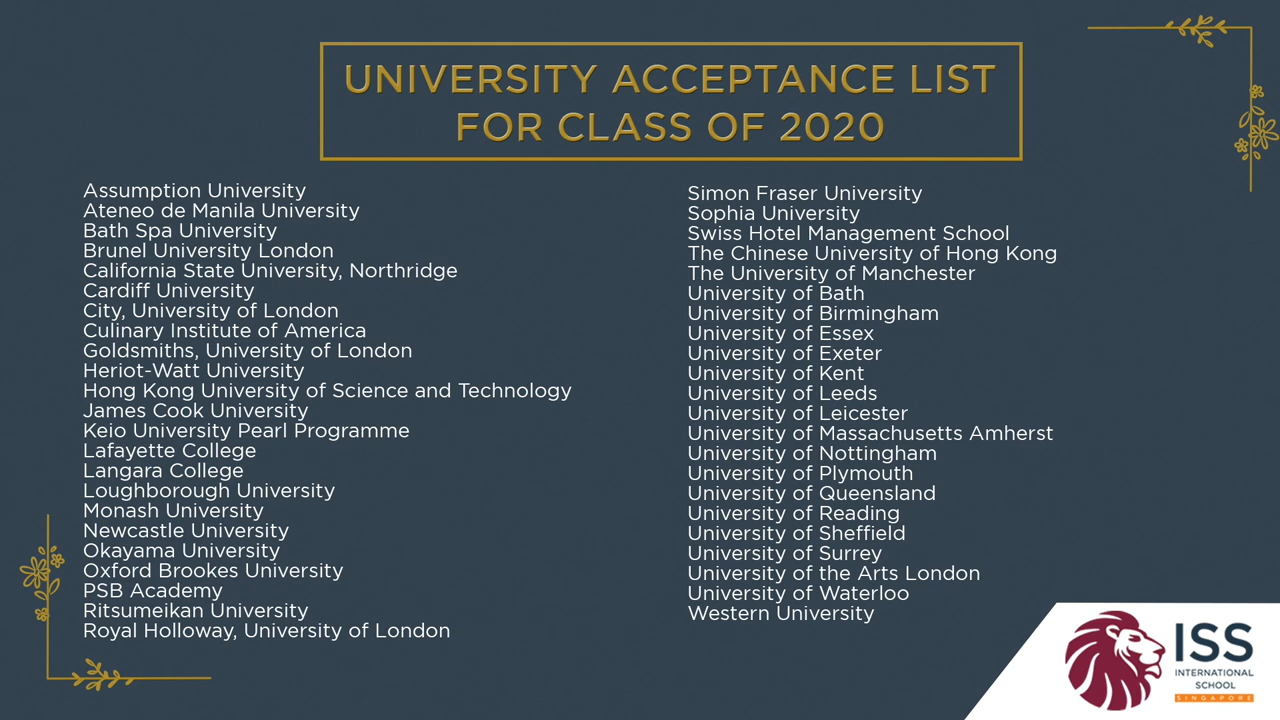 UNIVERSITY ACCEPTANCE LIST
FOR CLASS OF 2020
Assumption University
Ateneo de Manila University
Bath Spa University
Brunel University London
California State University, Northridge
Cardiff University
City, University of London
Culinary Institute of America
Goldsmiths, University of London
Heriot-Watt University
Hong Kong University of Science and Technology
James Cook University
Keio University Pearl Programme
Lafayette College
Langara College
Loughborough University
Monash University
Newcastle University
Okayama University
Oxford Brookes University
PSB Academy
Ritsumeikan University
Royal Holloway, University of London
Simon Fraser University
Sophia University
Swiss Hotel Management School
The Chinese University of Hong Kong
The University of Manchester
University of Bath
University of Birmingham
University of Essex
University of Exeter
University of Kent
University of Leeds
University of Leicester
University of Massachusetts Amherst
University of Nottingham
University of Plymouth
University of Queensland
University of Reading
University of Sheffield
University of Surrey
University of the Arts London
University of Waterloo
Western University
ISS
INTERNATIONAL
SCHOOL
SINGAPORE